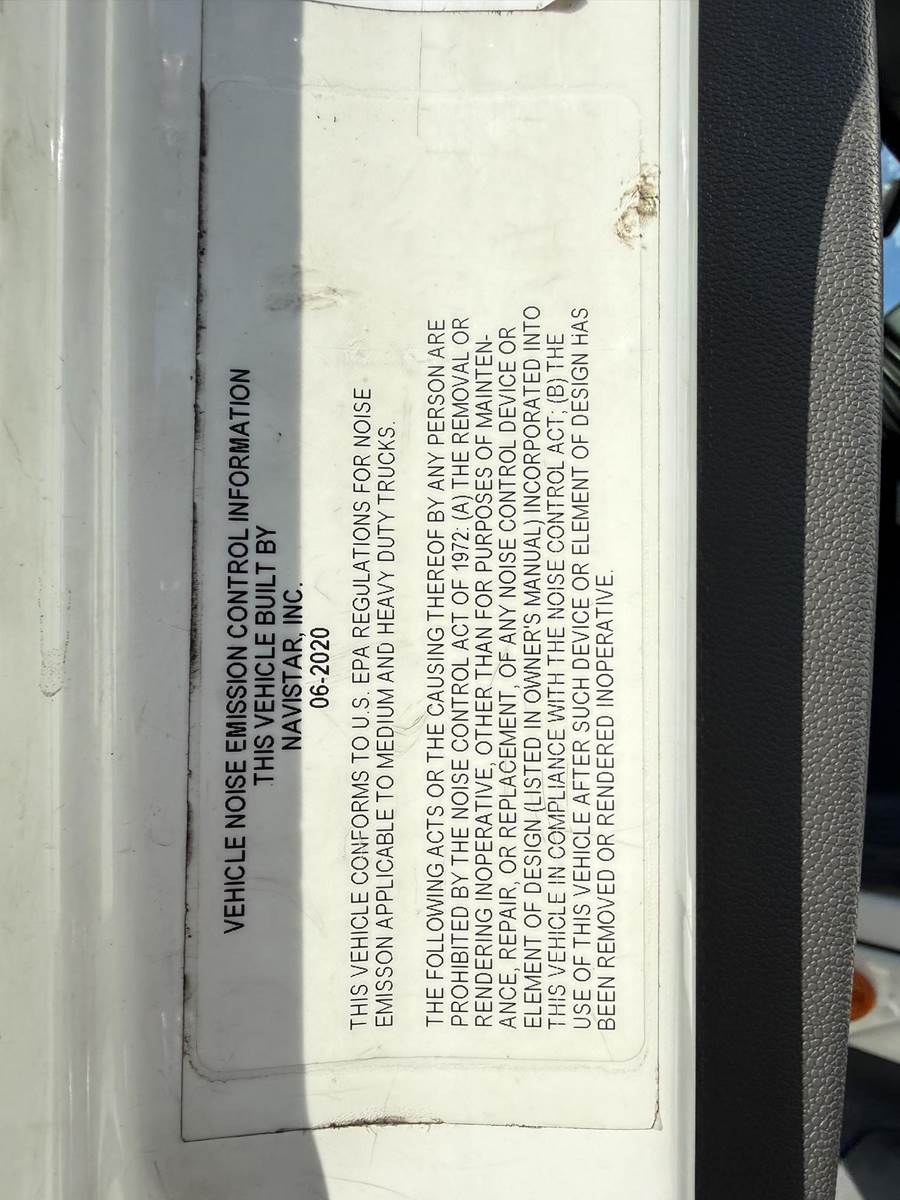 VEHICLE NOISE EMISSION CONTROL INFORMATION
THIS VEHICLE BUILT BY
NAVISTAR, INC.
06-2020
THIS VEHICLE CONFORMS TO U.S. EPA REGULATIONS FOR NOISE
EMISSON APPLICABLE TO MEDIUM AND HEAVY DUTY TRUCKS.
THE FOLLOWING ACTS OR THE CAUSING THEREOF BY ANY PERSON ARE
PROHIBITED BY THE NOISE CONTROL ACT OF 1972: (A) THE REMOVAL OR
RENDERING INOPERATIVE, OTHER THAN FOR PURPOSES OF MAINTEN-
ANCE, REPAIR, OR REPLACEMENT, OF ANY NOISE CONTROL DEVICE OR
ELEMENT OF DESIGN (LISTED IN OWNER'S MANUAL) INCORPORATED INTO
THIS VEHICLE IN COMPLIANCE WITH THE NOISE CONTROL ACT; (B) THE
USE OF THIS VEHICLE AFTER SUCH DEVICE OR ELEMENT OF DESIGN HAS
BEEN REMOVED OR RENDERED INOPERATIVE.